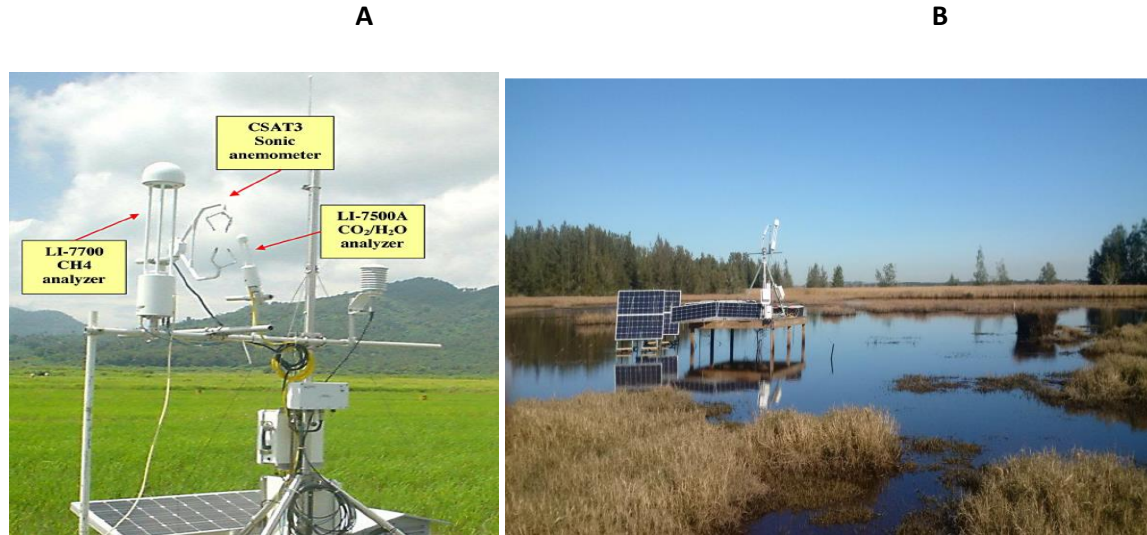 A
B
CSAT3
Sonic
anemometer
LI-7500A
CO₂/H₂O
analyzer
LI-7700
CH4
analyzer